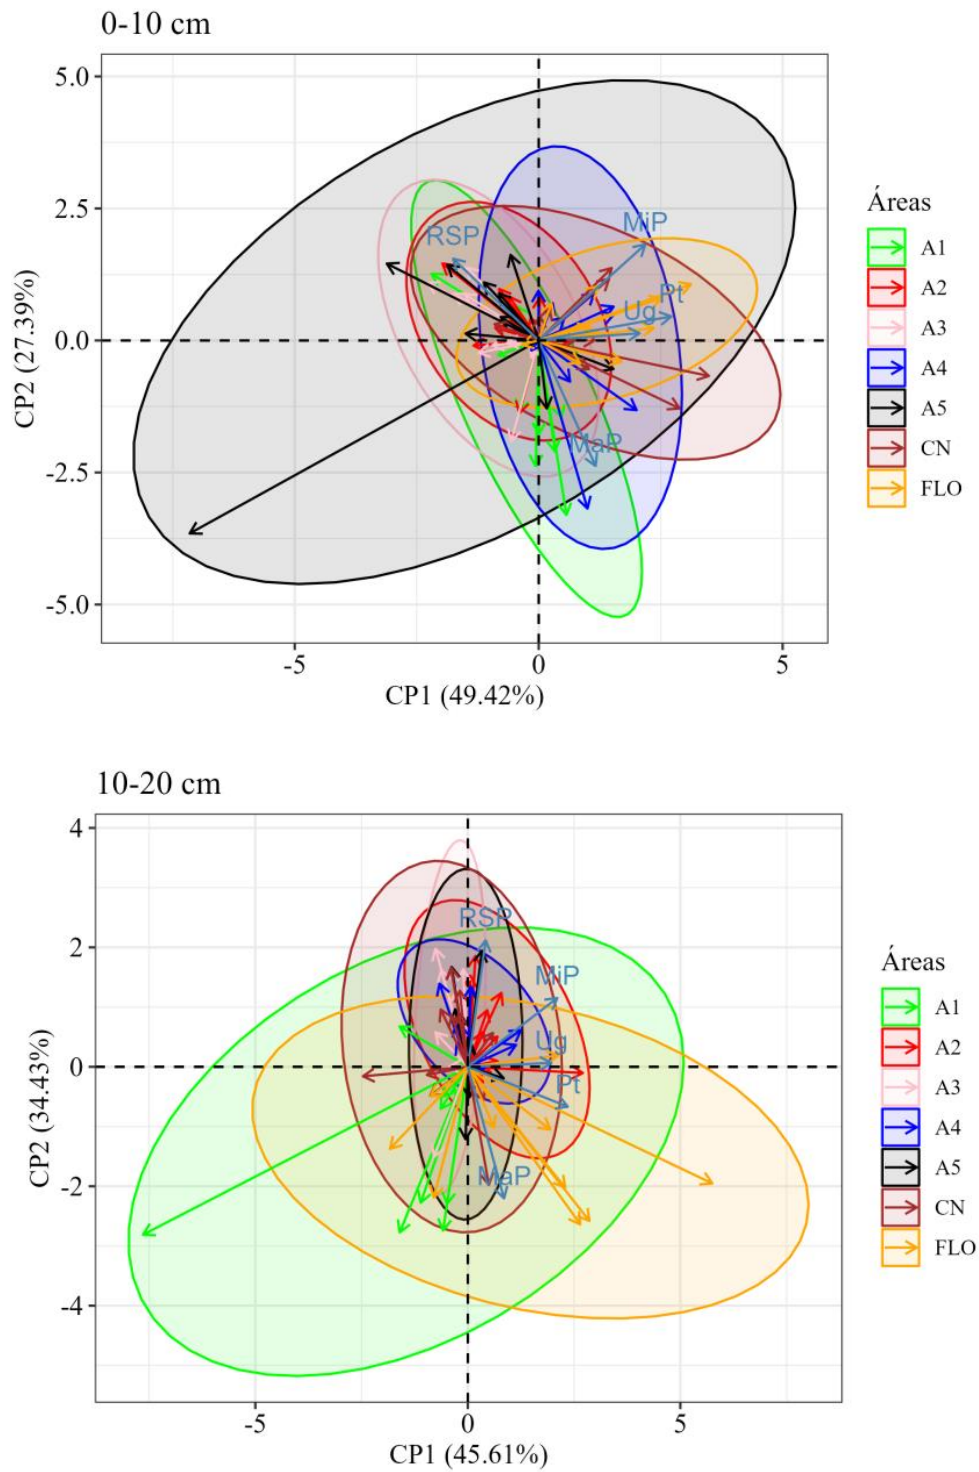 0-10 cm
5.0
2.5
0.0
-2.5
-5.0
CP2 (27.39%)
RSP
MiP
Pt
Ug
MaP
-5
0
5
CP1 (49.42%)
Áreas
A1
A2
A3
A4
A5
CN
FLO
10-20 cm
4
2
0
-2
-4
CP2 (34.43%)
RSP
MiP
Ug
Pt
MaP
-5
0
5
CP1 (45.61%)
Áreas
A1
A2
A3
A4
A5
CN
FLO